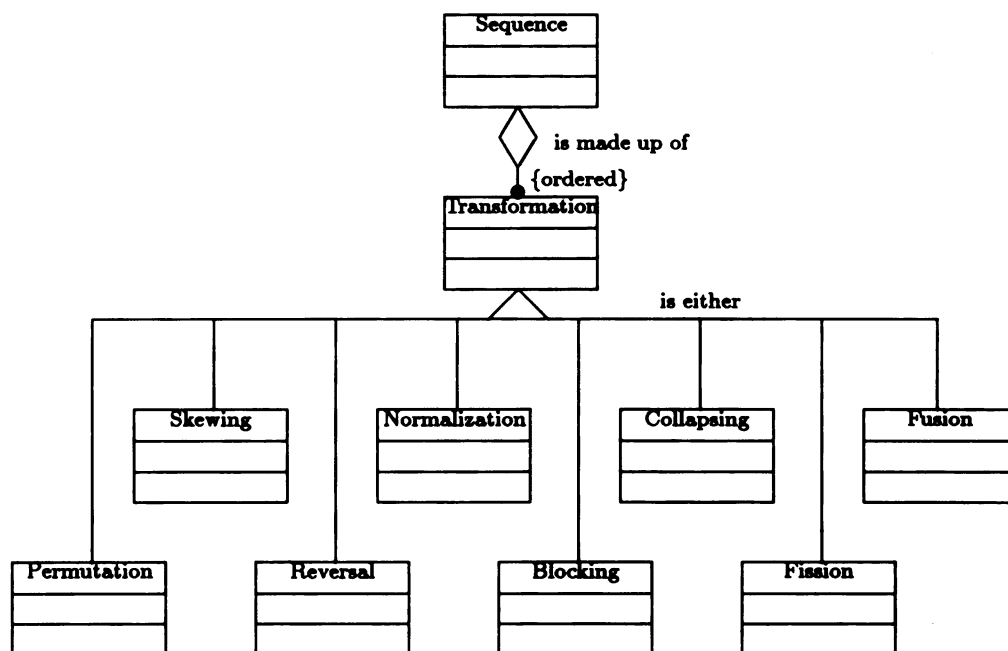 Sequence
is made up of
{ordered}
Transformation
is either
Skewing
Normalization
Collapsing
Fusion
Permutation
Reversal
Blocking
Fission